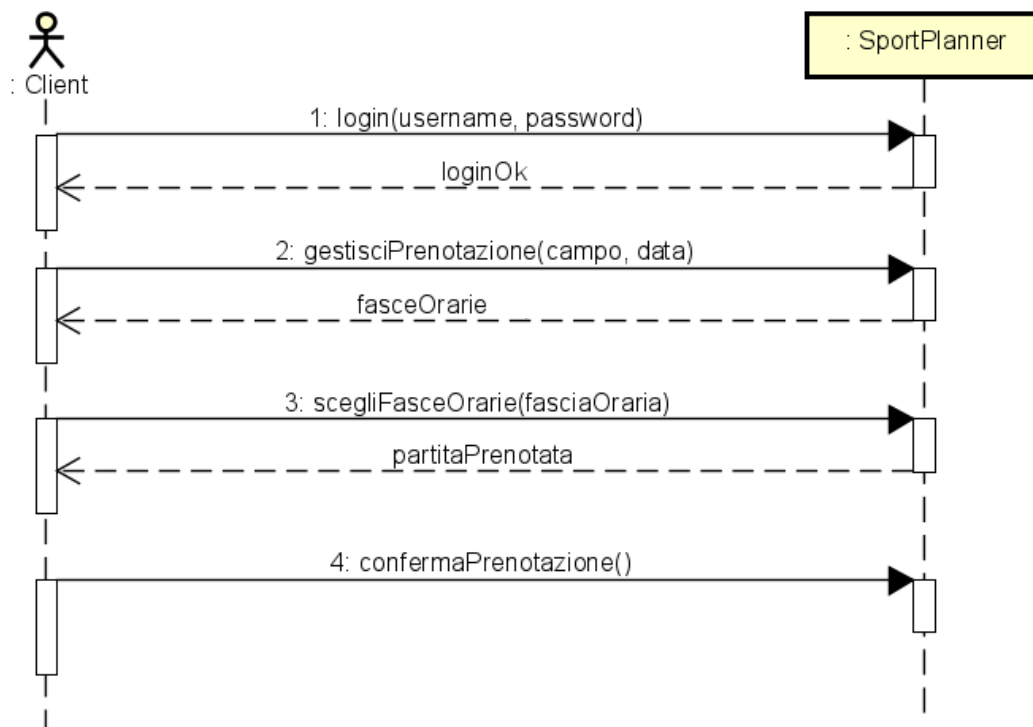 : Client
: SportPlanner
1: login(username, password)
loginOk
2: gestisciPrenotazione(campo, data)
fasceOrarie
3: scegliFasceOrarie(fasciaOraria)
partitaPrenotata
4: confermaPrenotazione()